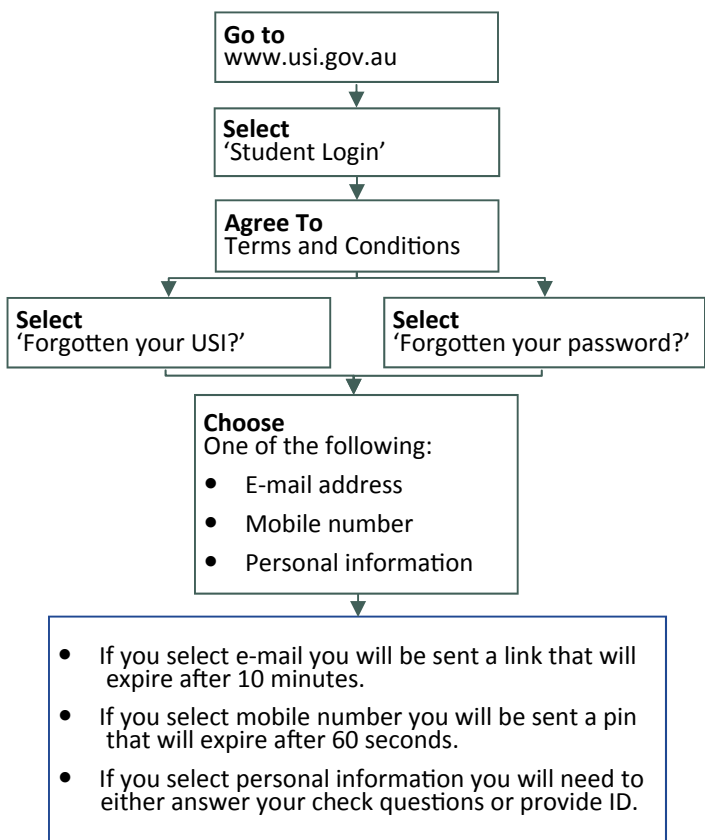 Go to
www.usi.gov.au
Select
‘Student Login’
Agree To
Terms and Conditions
Select
‘Forgotten your USI?’
Select
‘Forgotten your password?’
Choose
One of the following:
• E-mail address
• Mobile number
• Personal information
• If you select e-mail you will be sent a link that will
expire after 10 minutes.
• If you select mobile number you will be sent a pin
that will expire after 60 seconds.
• If you select personal information you will need to
either answer your check questions or provide ID.